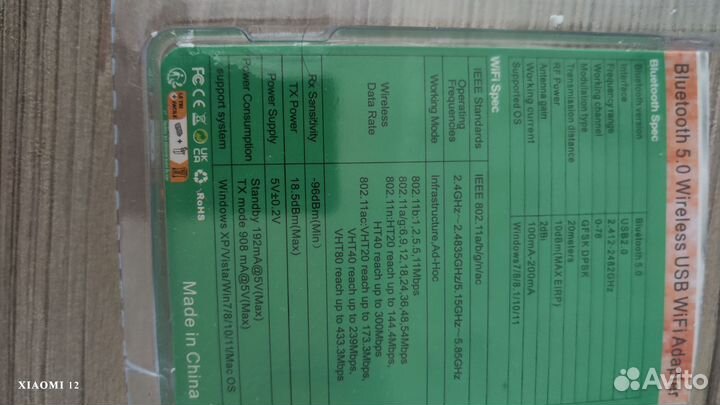 Bluetooth 5.0 Wireless USB WiFi Adapter
Bluetooth Spec
Bluetooth version Bluetooth 5.0
Interface USB2.0
Frequency range 2.412-2482GHz
Working channel 0-78
Modulation type GFSK DPSK
Transmission distance 20meters
RF Power 10dBm(MAX EIRP)
Antenna gain 2dBi
Working current 100mA-200mA
Supported OS Windows7/8/8.1/10/11
WiFi Spec
IEEE Standards IEEE 802.11a/b/g/n/ac
Operating Frequencies 2.4GHz~2.4835GHz/5.15GHz~5.85GHz
Working Mode Infrastructure,Ad-Hoc
Wireless Data Rate 802.11b:1,2,5.5,11Mbps
802.11a/g:6,9,12,18,24,36,48,54Mbps
802.11n:HT20 reach up to 144.4Mbps,
HT40 reach up to 300Mbps
802.11ac:VHT20 reach up to 173.3Mbps,
VHT40 reach up to 239Mbps,
VHT80 reach up to 433.3Mbps
Rx Sansitivity -96dBm(Min)
TX Power 18.5dBm(Max)
Power Supply 5V±0.2V
Power Consumption Standby 192mA@5V(Max)
TX mode 908 mA@5V(Max)
support system Windows XP/Vista/Win7/8/10/11/Mac OS
FC CE UK CA RoHS
Made in China
XIAOMI 12
Avito